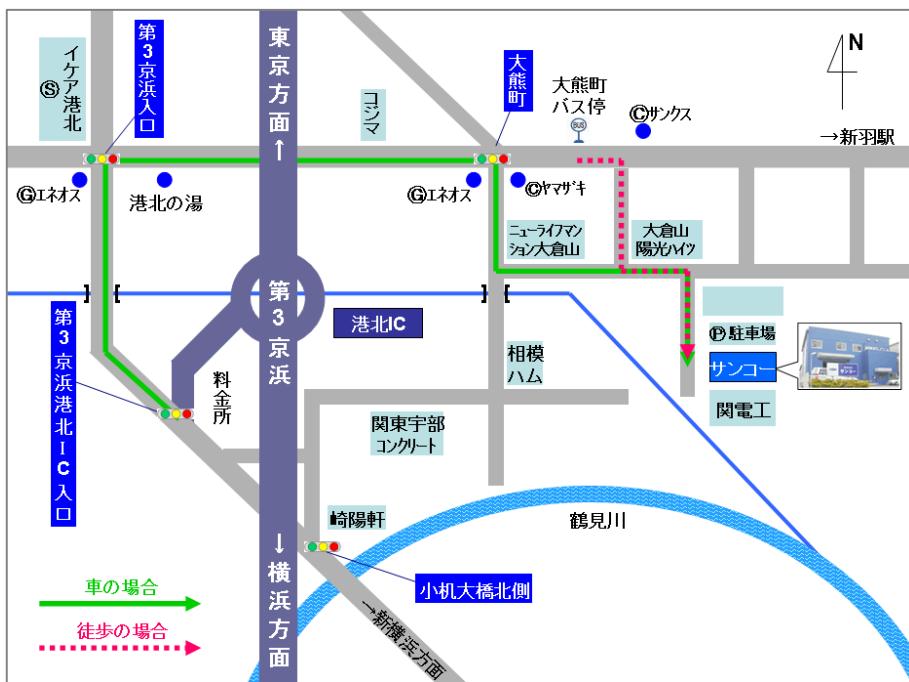 イケア港北
Ⓢ
第3京浜入口
東京方面→
コジマ
大熊町
大熊町
バス停
BUS
Ⓒサンクス
N
→新羽駅
Ⓖエネオス
港北の湯
Ⓖエネオス
Ⓒヤマザキ
ニューライフマン
ション大倉山
大倉山
陽光ハイツ
第3京浜
港北IC
Ⓟ駐車場
サンコー
関電工
相模
ハム
第3京浜港北IC入口
料金所
関東宇部
コンクリート
崎陽軒
鶴見川
小机大橋北側
←横浜方面
→新横浜方面
車の場合
徒歩の場合